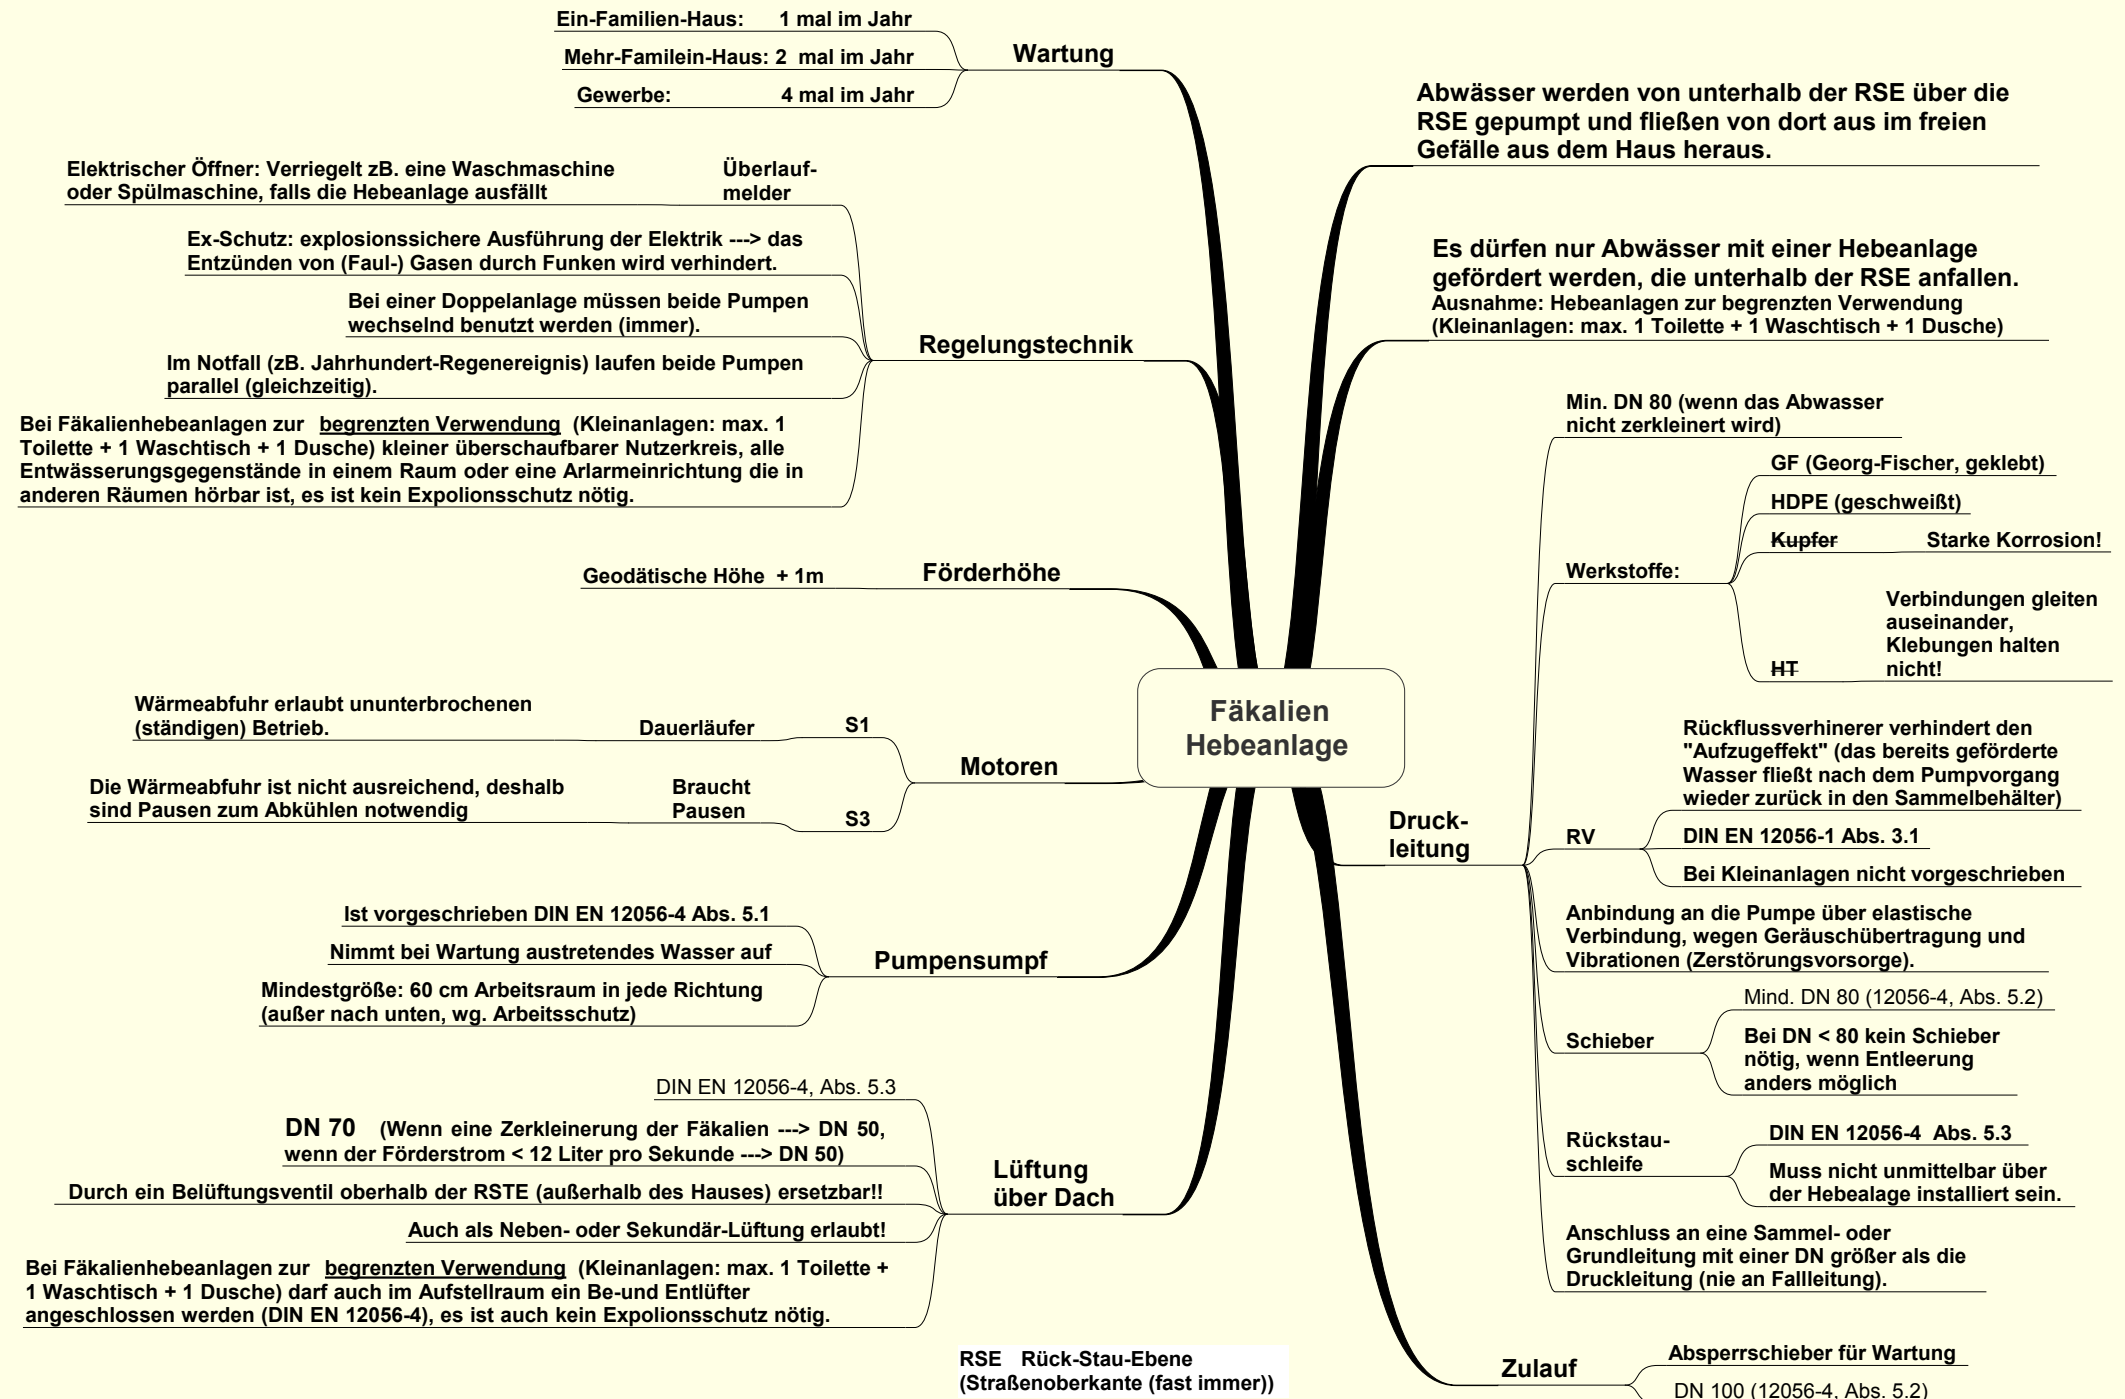 Fäkalien
Hebeanlage
Wartung
Ein-Familien-Haus: 1 mal im Jahr
Mehr-Familein-Haus: 2 mal im Jahr
Gewerbe: 4 mal im Jahr
Regelungstechnik
Überlauf-
melder
Elektrischer Öffner: Verriegelt zB. eine Waschmaschine
oder Spülmaschine, falls die Hebeanlage ausfällt
Ex-Schutz: explosionssichere Ausführung der Elektrik ---> das
Entzünden von (Faul-) Gasen durch Funken wird verhindert.
Bei einer Doppelanlage müssen beide Pumpen
wechselnd benutzt werden (immer).
Im Notfall (zB. Jahrhundert-Regenereignis) laufen beide Pumpen
parallel (gleichzeitig).
Bei Fäkalienhebeanlagen zur begrenzten Verwendung (Kleinanlagen: max. 1
Toilette + 1 Waschtisch + 1 Dusche) kleiner überschaufbarer Nutzerkreis, alle
Entwässerungsgegenstände in einem Raum oder eine Arlarmeinrichtung die in
anderen Räumen hörbar ist, es ist kein Expolionsschutz nötig.
Förderhöhe
Geodätische Höhe + 1m
Motoren
S1
Dauerläufer
Wärmeabfuhr erlaubt ununterbrochenen
(ständigen) Betrieb.
S3
Braucht
Pausen
Die Wärmeabfuhr ist nicht ausreichend, deshalb
sind Pausen zum Abkühlen notwendig
Pumpensumpf
Ist vorgeschrieben DIN EN 12056-4 Abs. 5.1
Nimmt bei Wartung austretendes Wasser auf
Mindestgröße: 60 cm Arbeitsraum in jede Richtung
(außer nach unten, wg. Arbeitsschutz)
Lüftung
über Dach
DIN EN 12056-4, Abs. 5.3
DN 70 (Wenn eine Zerkleinerung der Fäkalien ---> DN 50,
wenn der Förderstrom < 12 Liter pro Sekunde ---> DN 50)
Durch ein Belüftungsventil oberhalb der RSTE (außerhalb des Hauses) ersetzbar!!
Auch als Neben- oder Sekundär-Lüftung erlaubt!
Bei Fäkalienhebeanlagen zur begrenzten Verwendung (Kleinanlagen: max. 1 Toilette +
1 Waschtisch + 1 Dusche) darf auch im Aufstellraum ein Be-und Entlüfter
angeschlossen werden (DIN EN 12056-4), es ist auch kein Expolionsschutz nötig.
RSE Rück-Stau-Ebene
(Straßenoberkante (fast immer))
Abwässer werden von unterhalb der RSE über die
RSE gepumpt und fließen von dort aus im freien
Gefälle aus dem Haus heraus.
Es dürfen nur Abwässer mit einer Hebeanlage
gefördert werden, die unterhalb der RSE anfallen.
Ausnahme: Hebeanlagen zur begrenzten Verwendung
(Kleinanlagen: max. 1 Toilette + 1 Waschtisch + 1 Dusche)
Druck-
leitung
Min. DN 80 (wenn das Abwasser
nicht zerkleinert wird)
Werkstoffe:
GF (Georg-Fischer, geklebt)
HDPE (geschweißt)
Kupfer
Starke Korrosion!
HT
Verbindungen gleiten
auseinander,
Klebungen halten
nicht!
RV
Rückflussverhinerer verhindert den
"Aufzugeffekt" (das bereits geförderte
Wasser fließt nach dem Pumpvorgang
wieder zurück in den Sammelbehälter)
DIN EN 12056-1 Abs. 3.1
Bei Kleinanlagen nicht vorgeschrieben
Anbindung an die Pumpe über elastische
Verbindung, wegen Geräuschübertragung und
Vibrationen (Zerstörungsvorsorge).
Schieber
Mind. DN 80 (12056-4, Abs. 5.2)
Bei DN < 80 kein Schieber
nötig, wenn Entleerung
anders möglich
Rückstau-
schleife
DIN EN 12056-4 Abs. 5.3
Muss nicht unmittelbar über
der Hebealage installiert sein.
Anschluss an eine Sammel- oder
Grundleitung mit einer DN größer als die
Druckleitung (nie an Fallleitung).
Zulauf
Absperrschieber für Wartung
DN 100 (12056-4, Abs. 5.2)